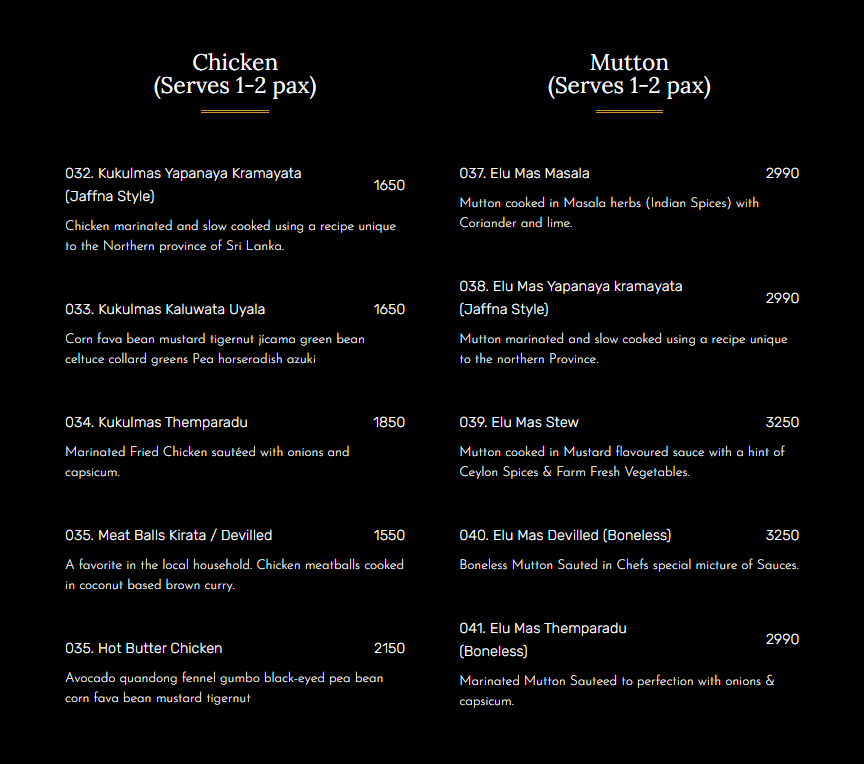 Chicken
(Serves 1-2 pax)
032. Kukulmas Yapanaya Kramayata
(Jaffna Style)
1650
Chicken marinated and slow cooked using a recipe unique
to the Northern province of Sri Lanka.
033. Kukulmas Kaluwata Uyala
1650
Corn fava bean mustard tigernut jícama green bean
celtuce collard greens Pea horseradish azuki
034. Kukulmas Themparadu
1850
Marinated Fried Chicken sautéed with onions and
capsicum.
035. Meat Balls Kirata / Devilled
1550
A favorite in the local household. Chicken meatballs cooked
in coconut based brown curry.
035. Hot Butter Chicken
2150
Avocado quandong fennel gumbo black-eyed pea bean
corn fava bean mustard tigernut
Mutton
(Serves 1-2 pax)
037. Elu Mas Masala
2990
Mutton cooked in Masala herbs (Indian Spices) with
Coriander and lime.
038. Elu Mas Yapanaya kramayata
(Jaffna Style)
2990
Mutton marinated and slow cooked using a recipe unique
to the northern Province.
039. Elu Mas Stew
3250
Mutton cooked in Mustard flavoured sauce with a hint of
Ceylon Spices & Farm Fresh Vegetables.
040. Elu Mas Devilled (Boneless)
3250
Boneless Mutton Sauted in Chefs special micture of Sauces.
041. Elu Mas Themparadu
(Boneless)
2990
Marinated Mutton Sauteed to perfection with onions &
capsicum.